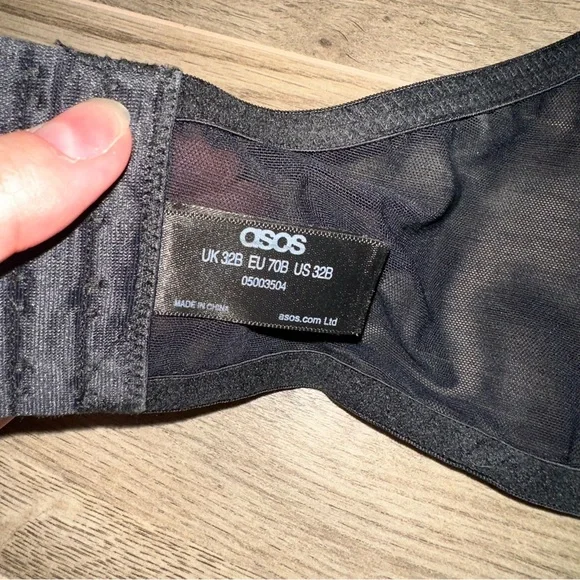 asos
UK 32B EU 70B US 32B
05003504
MADE IN CHINA
asos.com Ltd